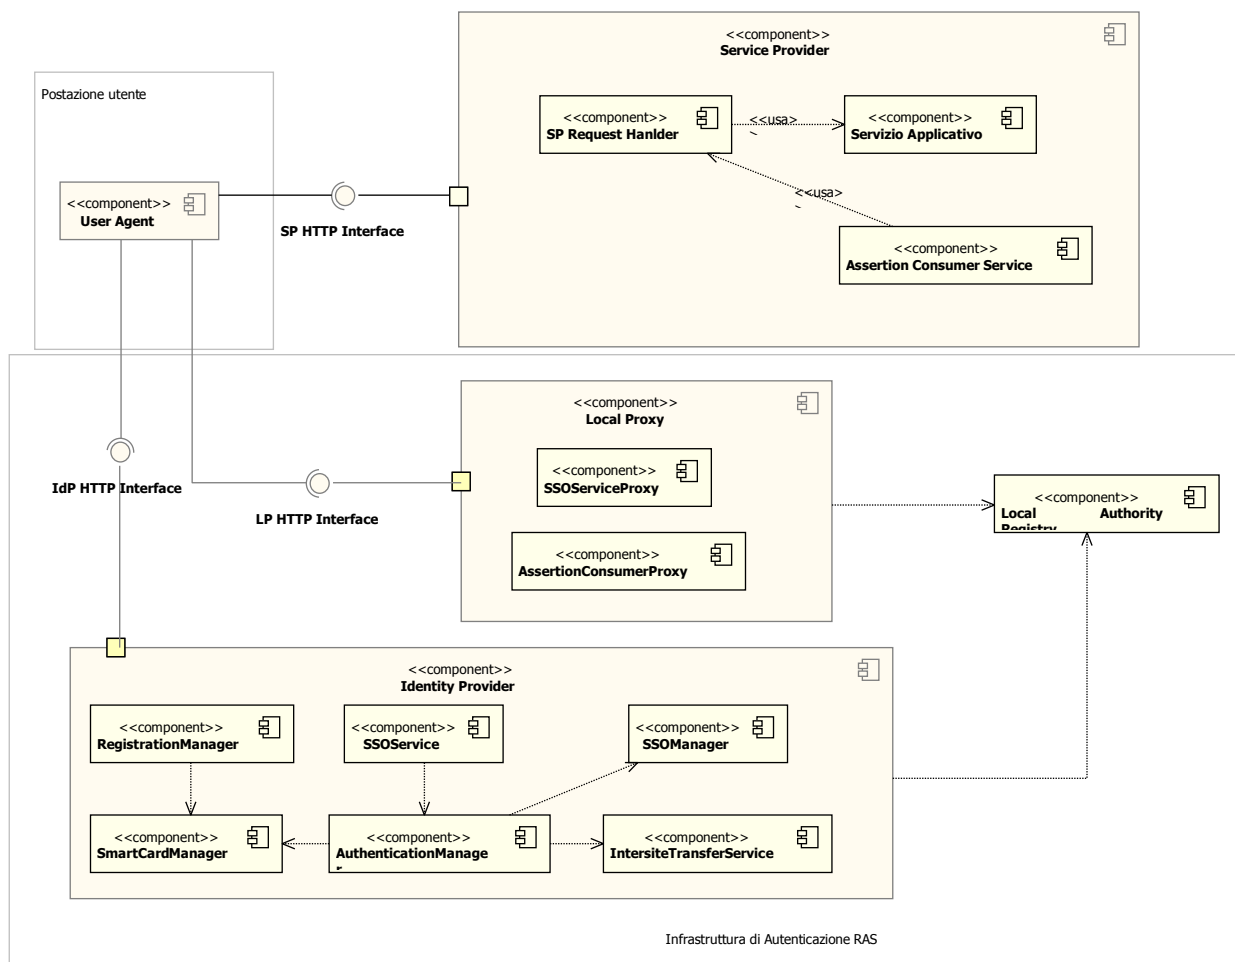 <<component>>
Service Provider
Postazione utente
<<component>>
SP Request Hanlder
<<usa>
<<component>>
Servizio Applicativo
<<component>>
User Agent
SP HTTP Interface
<<usa>
<<component>>
Assertion Consumer Service
<<component>>
Local Proxy
<<component>>
SSOServiceProxy
IdP HTTP Interface
LP HTTP Interface
<<component>>
Local Authority
Registry
<<component>>
AssertionConsumerProxy
<<component>>
Identity Provider
<<component>>
RegistrationManager
<<component>>
SSOService
<<component>>
SSOManager
<<component>>
SmartCardManager
<<component>>
AuthenticationManage
r
<<component>>
IntersiteTransferService
Infrastruttura di Autenticazione RAS